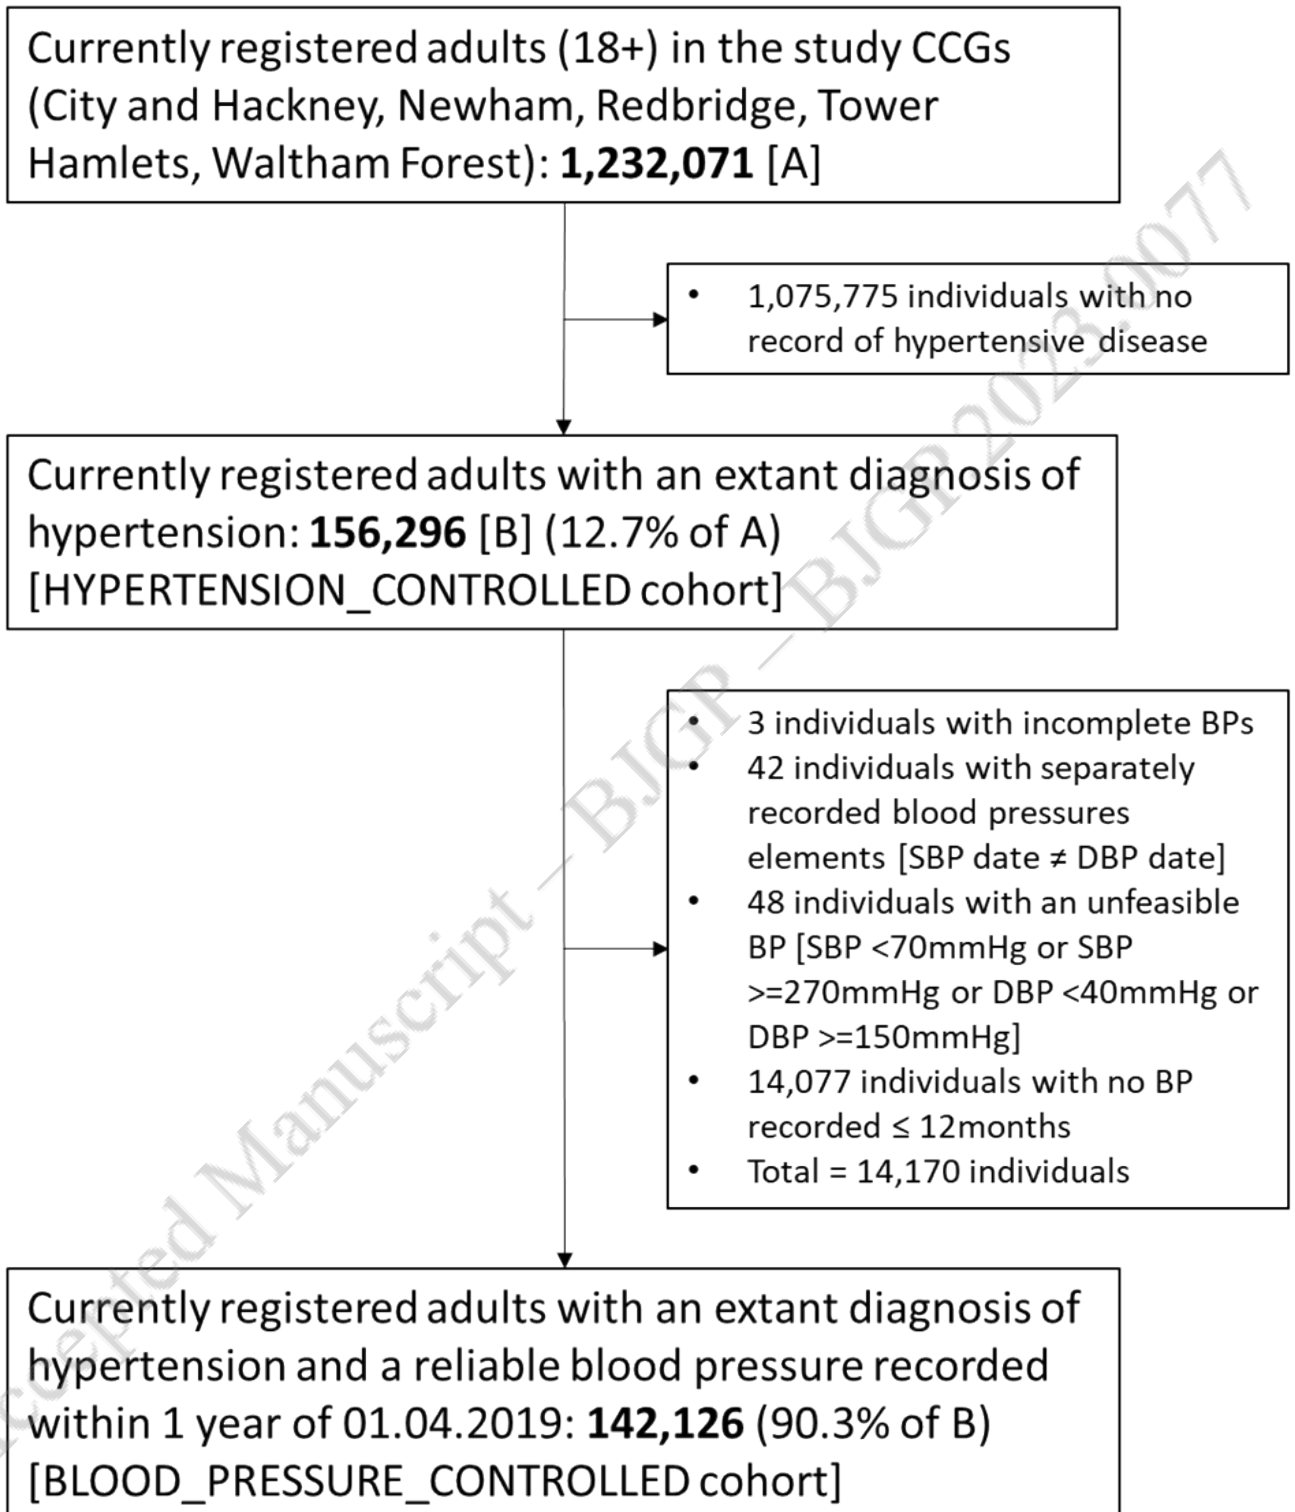 Currently registered adults (18+) in the study CCGs
(City and Hackney, Newham, Redbridge, Tower
Hamlets, Waltham Forest): 1,232,071 [A]
• 1,075,775 individuals with no
record of hypertensive disease
Currently registered adults with an extant diagnosis of
hypertension: 156,296 [B] (12.7% of A)
[HYPERTENSION_CONTROLLED cohort]
• 3 individuals with incomplete BPs
• 42 individuals with separately
recorded blood pressures
elements [SBP date ≠ DBP date]
• 48 individuals with an unfeasible
BP [SBP <70mmHg or SBP
>=270mmHg or DBP <40mmHg or
DBP >=150mmHg]
• 14,077 individuals with no BP
recorded ≤ 12months
• Total = 14,170 individuals
Currently registered adults with an extant diagnosis of
hypertension and a reliable blood pressure recorded
within 1 year of 01.04.2019: 142,126 (90.3% of B)
[BLOOD_PRESSURE_CONTROLLED cohort]
Accepted Manuscript – BJGP – BJGP.2023.0077